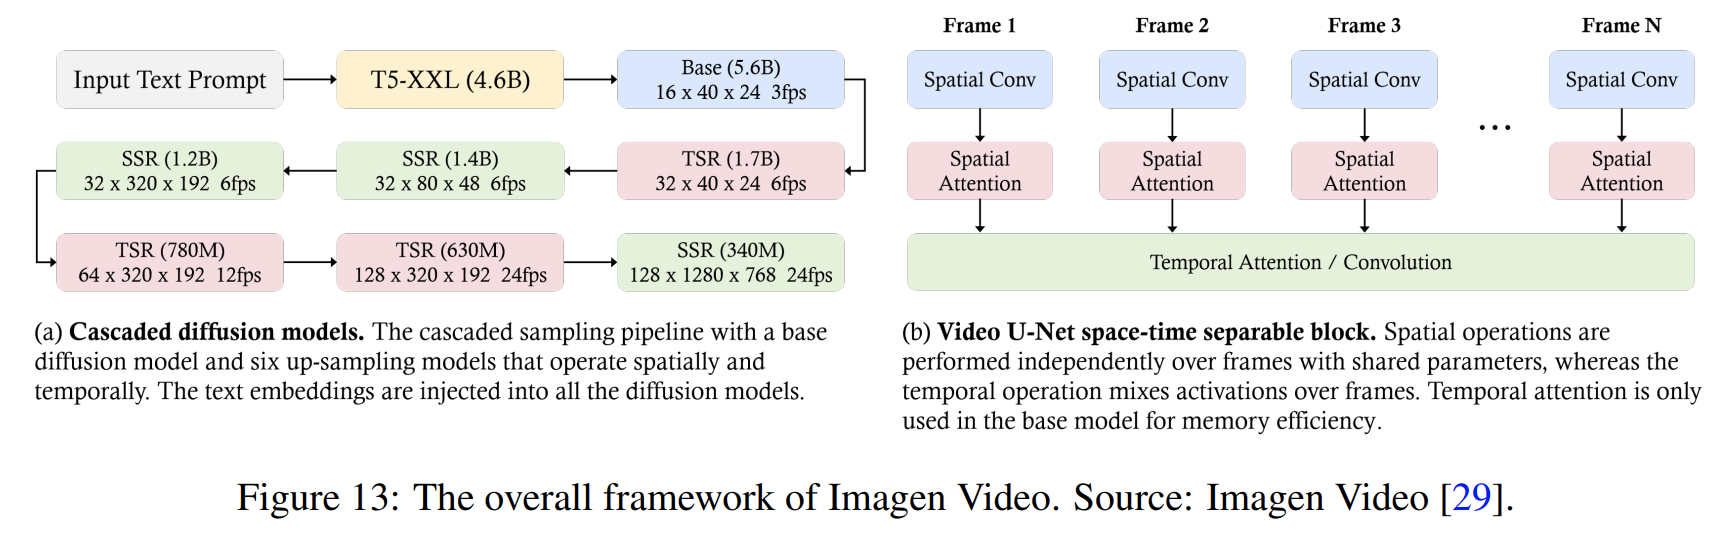 Input Text Prompt
T5-XXL (4.6B)
Base (5.6B)
16 x 40 x 24 3fps
SSR (1.2B)
32 x 320 x 192 6fps
SSR (1.4B)
32 x 80 x 48 6fps
TSR (1.7B)
32 x 40 x 24 6fps
TSR (780M)
64 x 320 x 192 12fps
TSR (630M)
128 x 320 x 192 24fps
SSR (340M)
128 x 1280 x 768 24fps
(a) Cascaded diffusion models. The cascaded sampling pipeline with a base
diffusion model and six up-sampling models that operate spatially and
temporally. The text embeddings are injected into all the diffusion models.
Frame 1
Frame 2
Frame 3
Frame N
Spatial Conv
Spatial Conv
Spatial Conv
Spatial Conv
...
Spatial
Attention
Spatial
Attention
Spatial
Attention
Spatial
Attention
Temporal Attention / Convolution
(b) Video U-Net space-time separable block. Spatial operations are
performed independently over frames with shared parameters, whereas the
temporal operation mixes activations over frames. Temporal attention is only
used in the base model for memory efficiency.
Figure 13: The overall framework of Imagen Video. Source: Imagen Video [29].